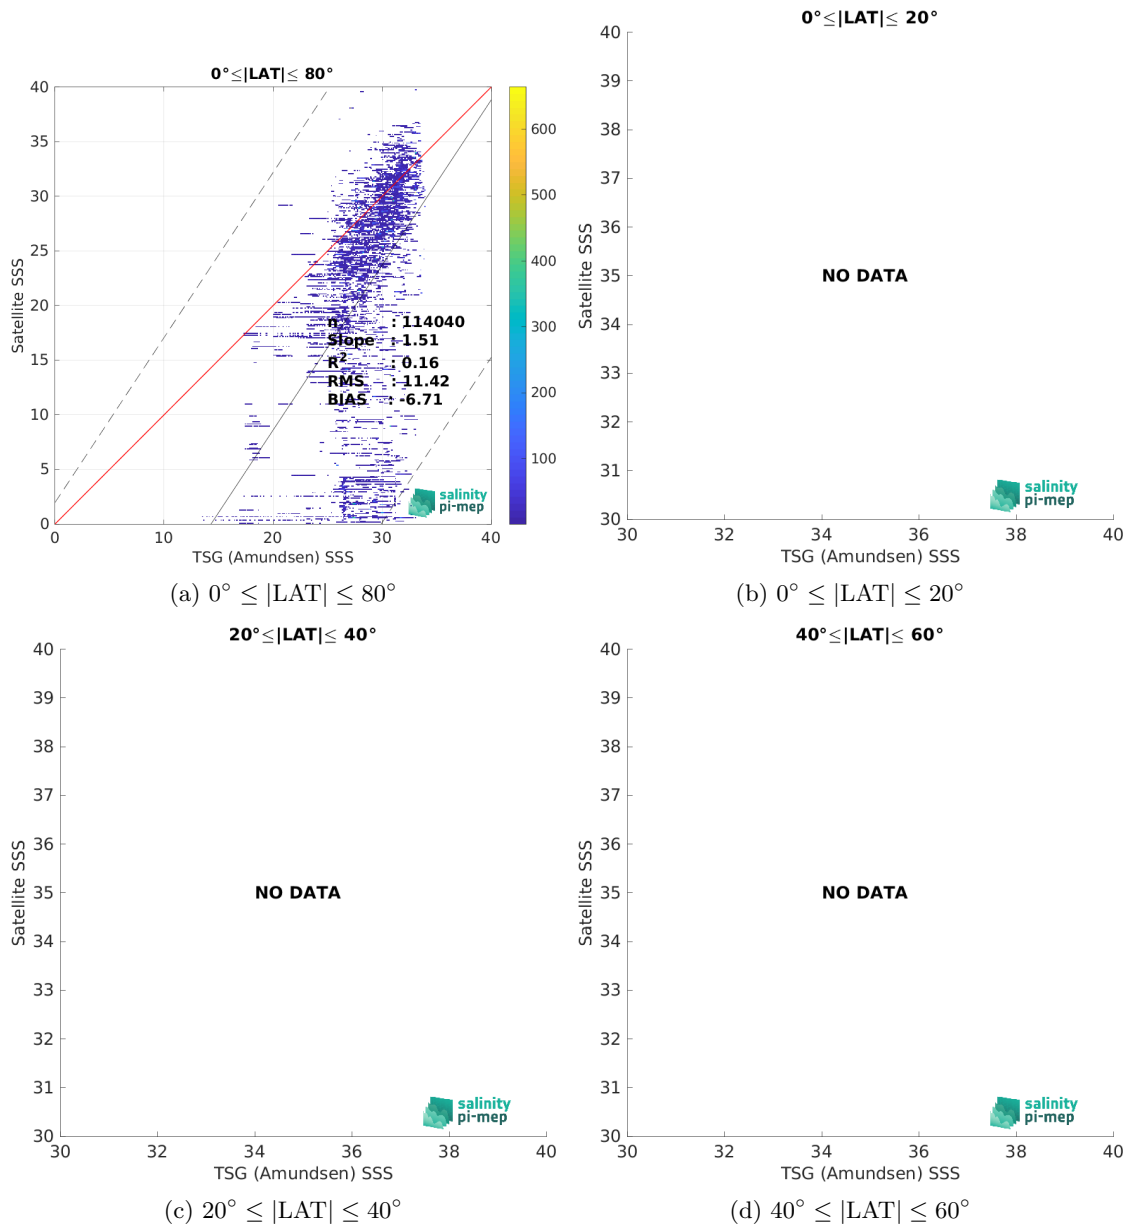 0°≤|LAT|≤ 80°
40
35
30
25
20
15
10
5
0
Satellite SSS
n : 114040
Slope : 1.51
R² : 0.16
RMS : 11.42
BIAS : -6.71
salinity
pi-mep
0 10 20 30 40
TSG (Amundsen) SSS
600
500
400
300
200
100
(a) 0° ≤ |LAT| ≤ 80°
0°≤|LAT|≤ 20°
40
39
38
37
36
35
34
33
32
31
30
Satellite SSS
NO DATA
salinity
pi-mep
30 32 34 36 38 40
TSG (Amundsen) SSS
(b) 0° ≤ |LAT| ≤ 20°
20°≤|LAT|≤ 40°
40
39
38
37
36
35
34
33
32
31
30
Satellite SSS
NO DATA
salinity
pi-mep
30 32 34 36 38 40
TSG (Amundsen) SSS
(c) 20° ≤ |LAT| ≤ 40°
40°≤|LAT|≤ 60°
40
39
38
37
36
35
34
33
32
31
30
Satellite SSS
NO DATA
salinity
pi-mep
30 32 34 36 38 40
TSG (Amundsen) SSS
(d) 40° ≤ |LAT| ≤ 60°